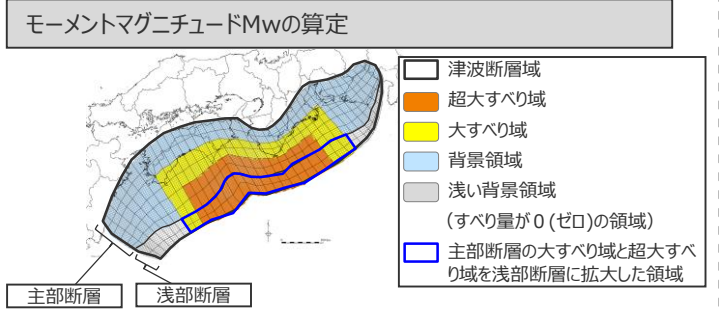 モーメントマグニチュードMwの算定
津波断層域
超大すべり域
大すべり域
背景領域
浅い背景領域
(すべり量が０(ゼロ)の領域)
主部断層の大すべり域と超大すべ
り域を浅部断層に拡大した領域
主部断層
浅部断層